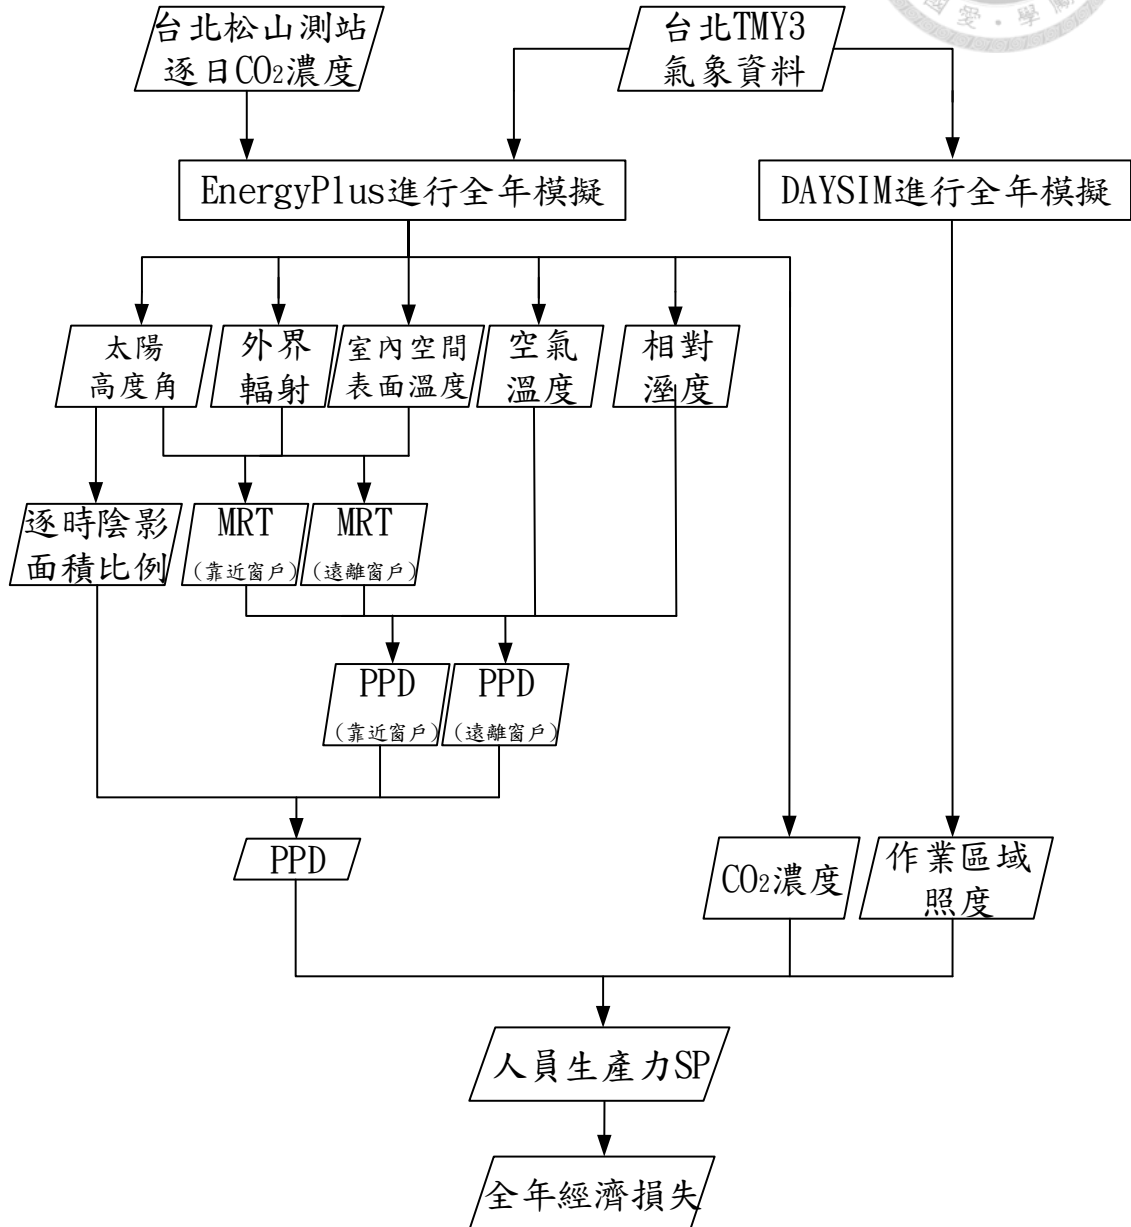 國愛·學
台北松山測站
逐日CO₂濃度
台北TMY3
氣象資料
EnergyPlus進行全年模擬
DAYSIM進行全年模擬
太陽
高度角
外界
輻射
室內空間
表面溫度
空氣
溫度
相對
溼度
逐時陰影
面積比例
MRT
(靠近窗戶)
MRT
(遠離窗戶)
PPD
(靠近窗戶)
PPD
(遠離窗戶)
PPD
CO₂濃度
作業區域
照度
人員生產力SP
全年經濟損失